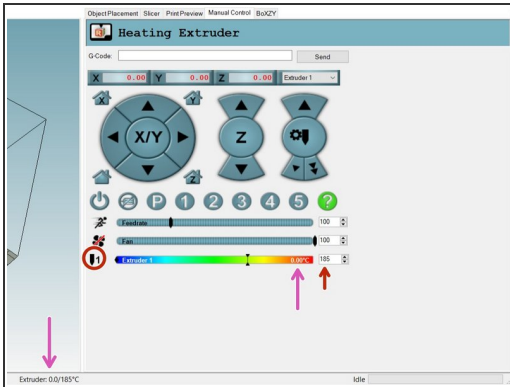 Object Placement Slicer Print Preview Manual Control BoXZY
Heating Extruder
G-Code: Send
X 0.00 Y 0.00 Z 0.00 Extruder 1
X Y
X/Y Z
Z
P 1 2 3 4 5 ?
Feedrate 100
Fan 100
1 Extruder 1 0.00°C 185
Extruder: 0.0/185°C Idle